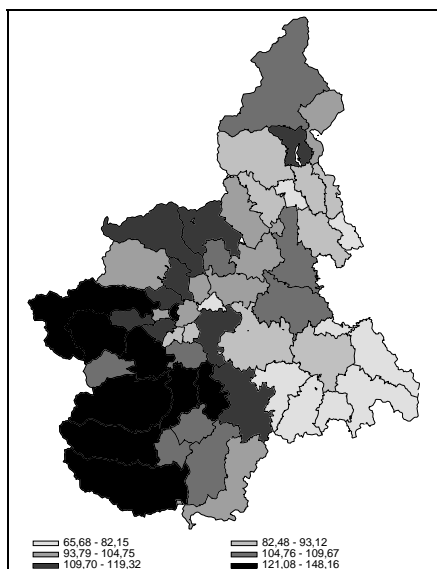 65,68 - 82,15
82,48 - 93,12
93,79 - 104,75
104,76 - 109,67
109,70 - 119,32
121,08 - 148,16